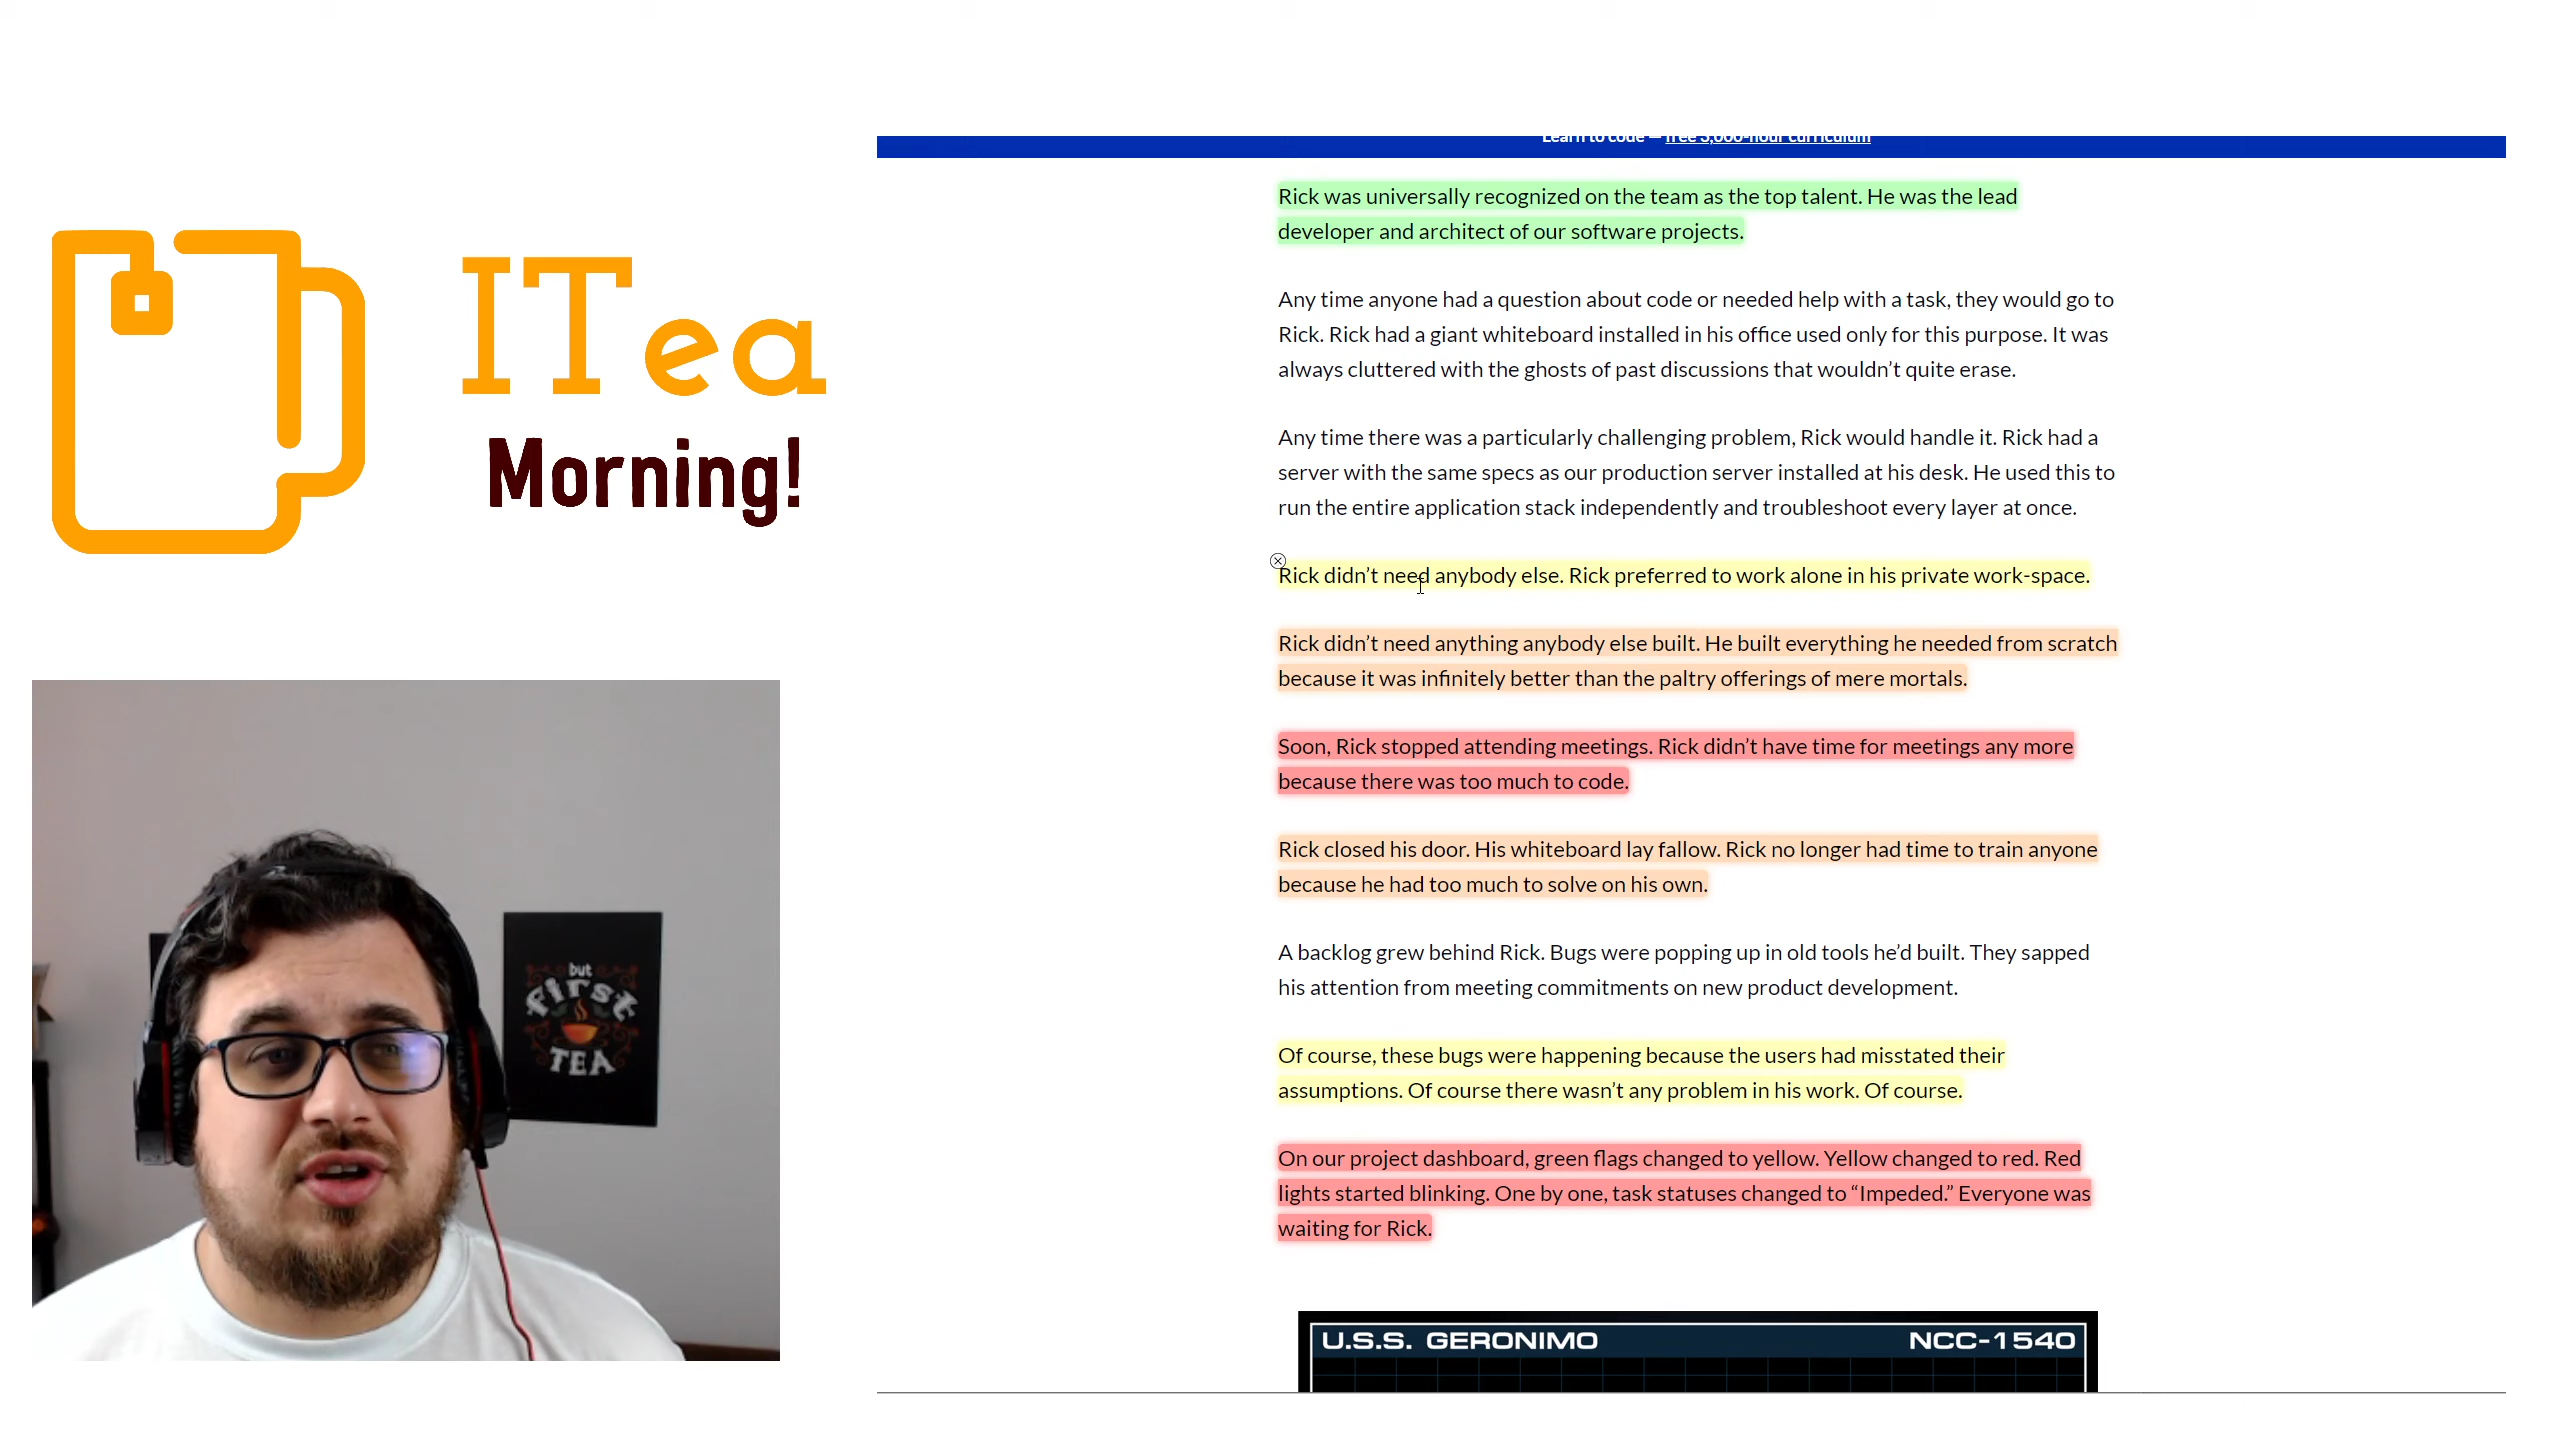 Learn to code — free 3,000-hour curriculum
ITea
Morning!
Rick was universally recognized on the team as the top talent. He was the lead
developer and architect of our software projects.
Any time anyone had a question about code or needed help with a task, they would go to
Rick. Rick had a giant whiteboard installed in his office used only for this purpose. It was
always cluttered with the ghosts of past discussions that wouldn’t quite erase.
Any time there was a particularly challenging problem, Rick would handle it. Rick had a
server with the same specs as our production server installed at his desk. He used this to
run the entire application stack independently and troubleshoot every layer at once.
Rick didn’t need anybody else. Rick preferred to work alone in his private work-space.
Rick didn’t need anything anybody else built. He built everything he needed from scratch
because it was infinitely better than the paltry offerings of mere mortals.
Soon, Rick stopped attending meetings. Rick didn’t have time for meetings any more
because there was too much to code.
Rick closed his door. His whiteboard lay fallow. Rick no longer had time to train anyone
because he had too much to solve on his own.
A backlog grew behind Rick. Bugs were popping up in old tools he’d built. They sapped
his attention from meeting commitments on new product development.
Of course, these bugs were happening because the users had misstated their
assumptions. Of course there wasn’t any problem in his work. Of course.
On our project dashboard, green flags changed to yellow. Yellow changed to red. Red
lights started blinking. One by one, task statuses changed to “Impeded.” Everyone was
waiting for Rick.
U.S.S. GERONIMO NCC-1540
but
first
TEA